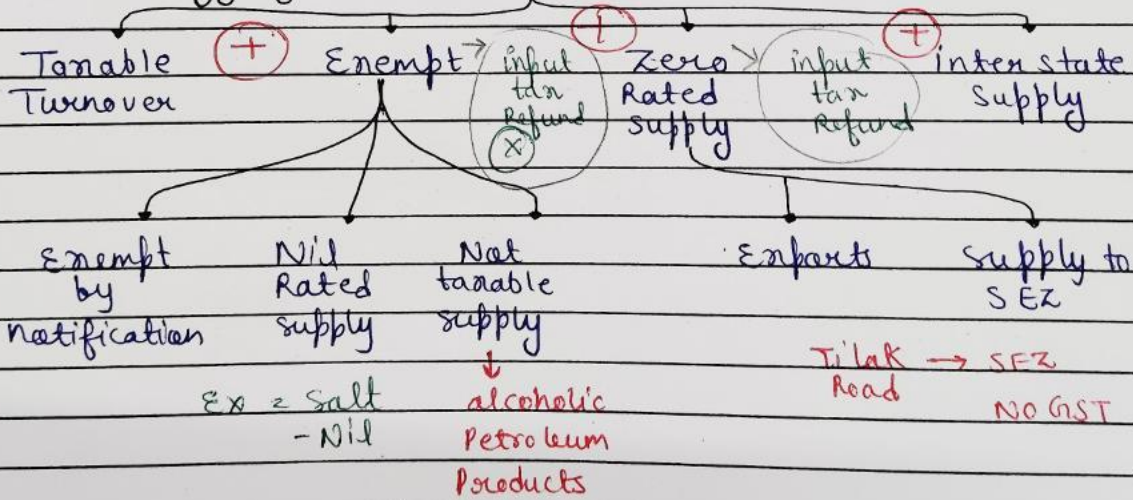 Taxable
Turnover
+
Exempt
input
tax
Refund
x
+
Zero
Rated
supply
input
tax
Refund
+
inter state
Supply
Exempt
by
notification
Nil
Rated
supply
Not
taxable
supply
Exports
supply to
SEZ
Ex = Salt
- Nil
alcoholic
Petroleum
Products
Tilak → SEZ
Road
NO GST